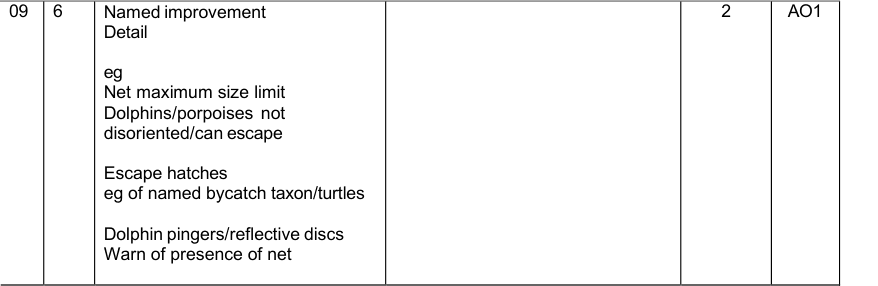 09 6 Named improvement 2 AO1
Detail
eg
Net maximum size limit
Dolphins/porpoises not
disoriented/can escape
Escape hatches
eg of named bycatch taxon/turtles
Dolphin pingers/reflective discs
Warn of presence of net